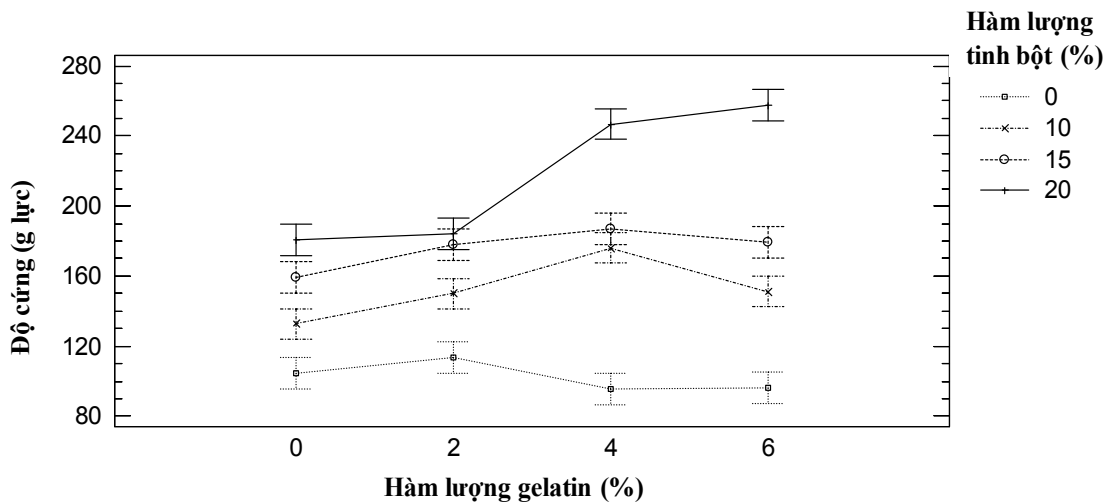 Hàm lượng
tinh bột (%)
0
10
15
20
Độ cứng (g lực)
280
240
200
160
120
80
0 2 4 6
Hàm lượng gelatin (%)